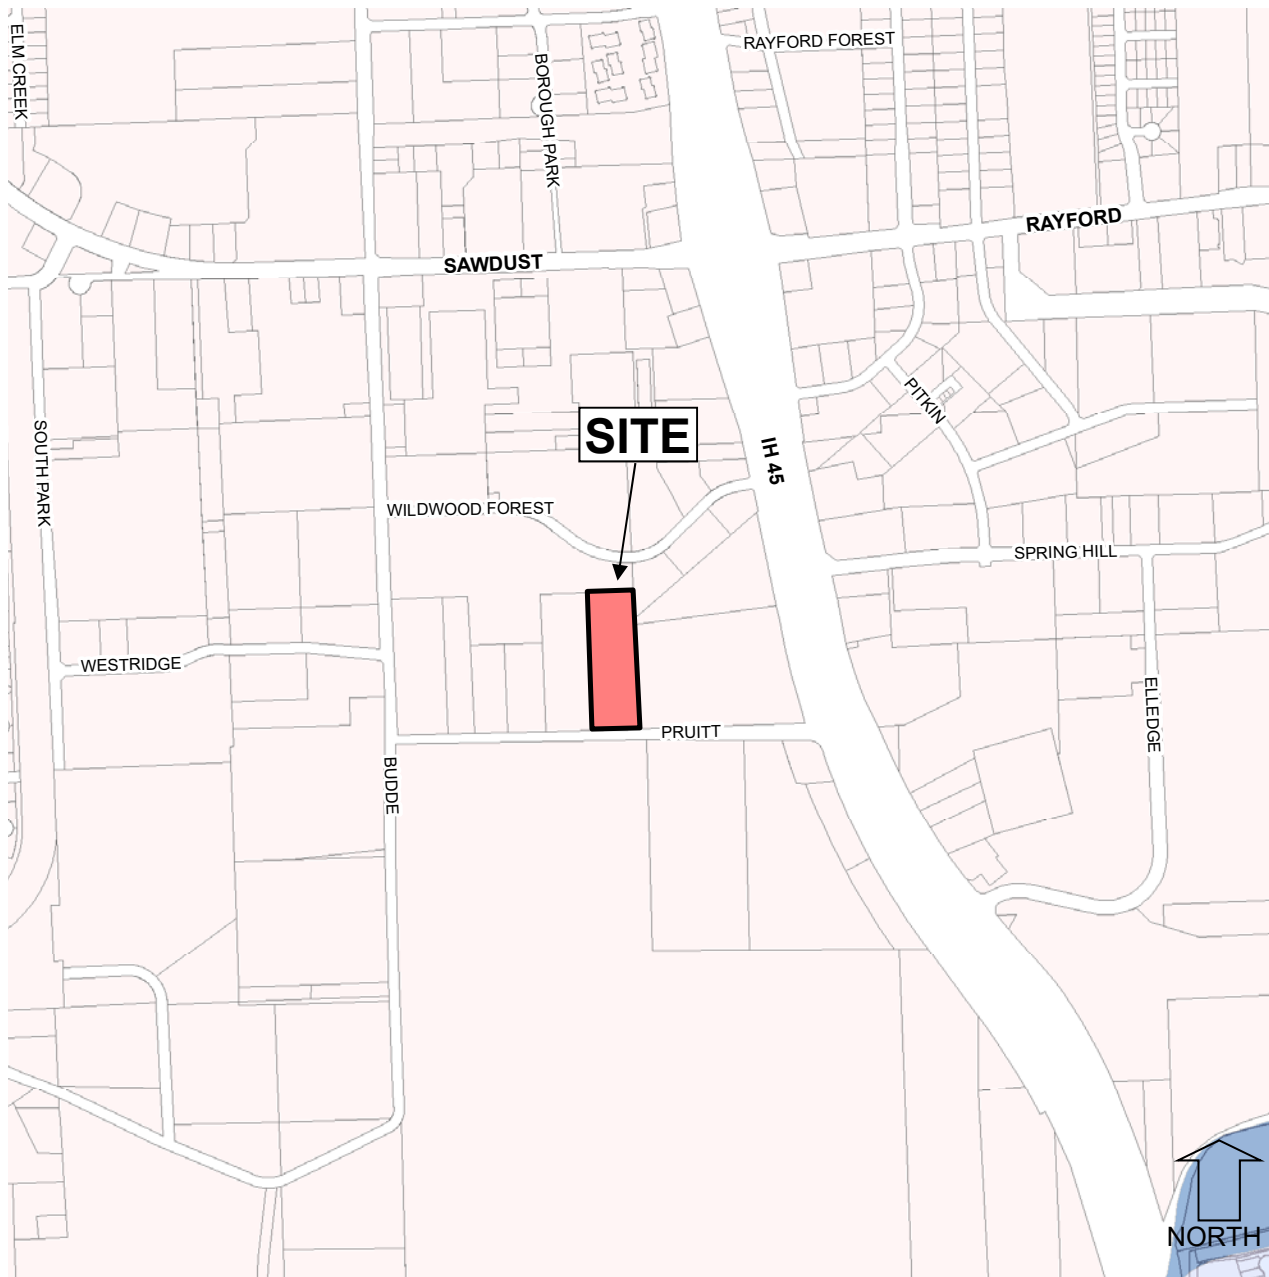 ELM CREEK
BOROUGH PARK
RAYFORD FOREST
RAYFORD
SAWDUST
PITKIN
SITE
IH 45
SOUTH PARK
WILDWOOD FOREST
SPRING HILL
WESTRIDGE
ELLEDGE
PRUITT
BUDDE
NORTH